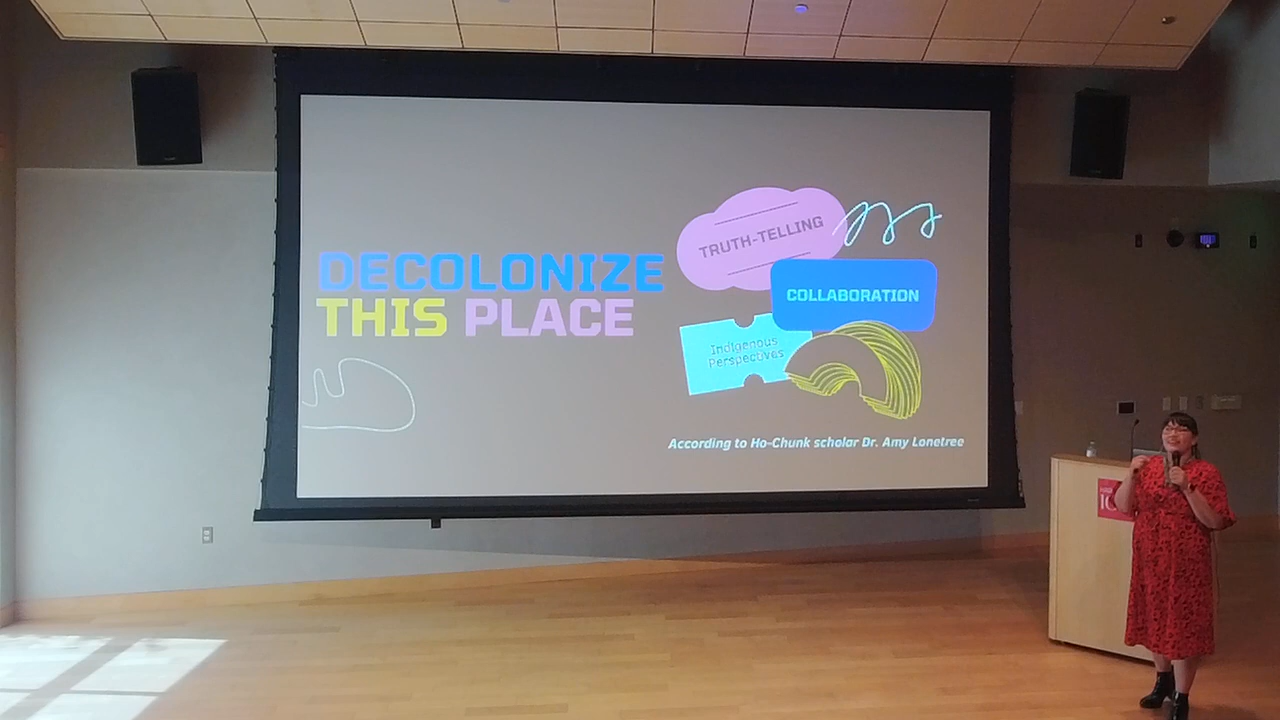 DECOLONIZE
THIS PLACE
TRUTH-TELLING
COLLABORATION
Indigenous
Perspectives
According to Ho-Chunk scholar Dr. Amy Lonetree